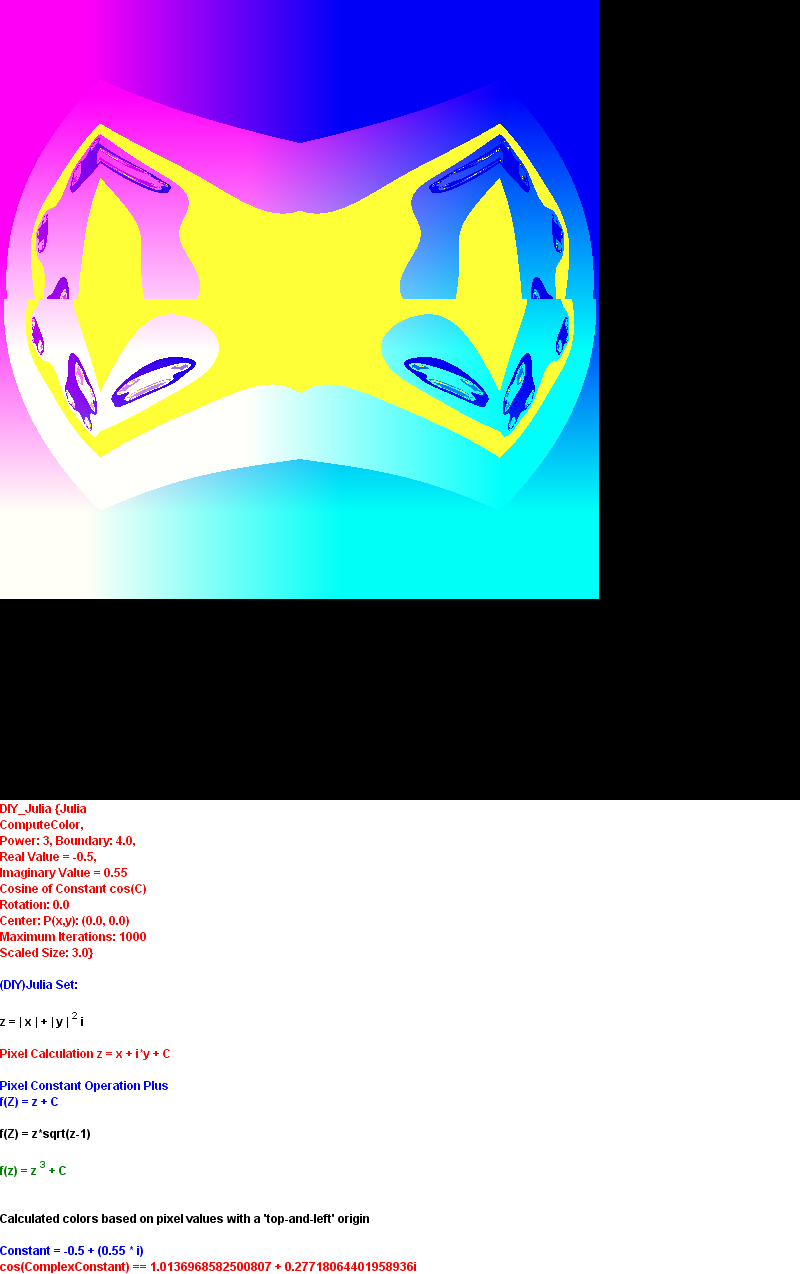 DIY_Julia {Julia
ComputeColor,
Power: 3, Boundary: 4.0,
Real Value = -0.5,
Imaginary Value = 0.55
Cosine of Constant cos(C)
Rotation: 0.0
Center: P(x,y): (0.0, 0.0)
Maximum Iterations: 1000
Scaled Size: 3.0}
(DIY)Julia Set:
z = | x | + | y | ² i
Pixel Calculation z = x + i*y + C
Pixel Constant Operation Plus
f(Z) = z + C
f(Z) = z*sqrt(z-1)
f(z) = z ³ + C
Calculated colors based on pixel values with a 'top-and-left' origin
Constant = -0.5 + (0.55 * i)
cos(ComplexConstant) == 1.0136968582500807 + 0.27718064401958936i